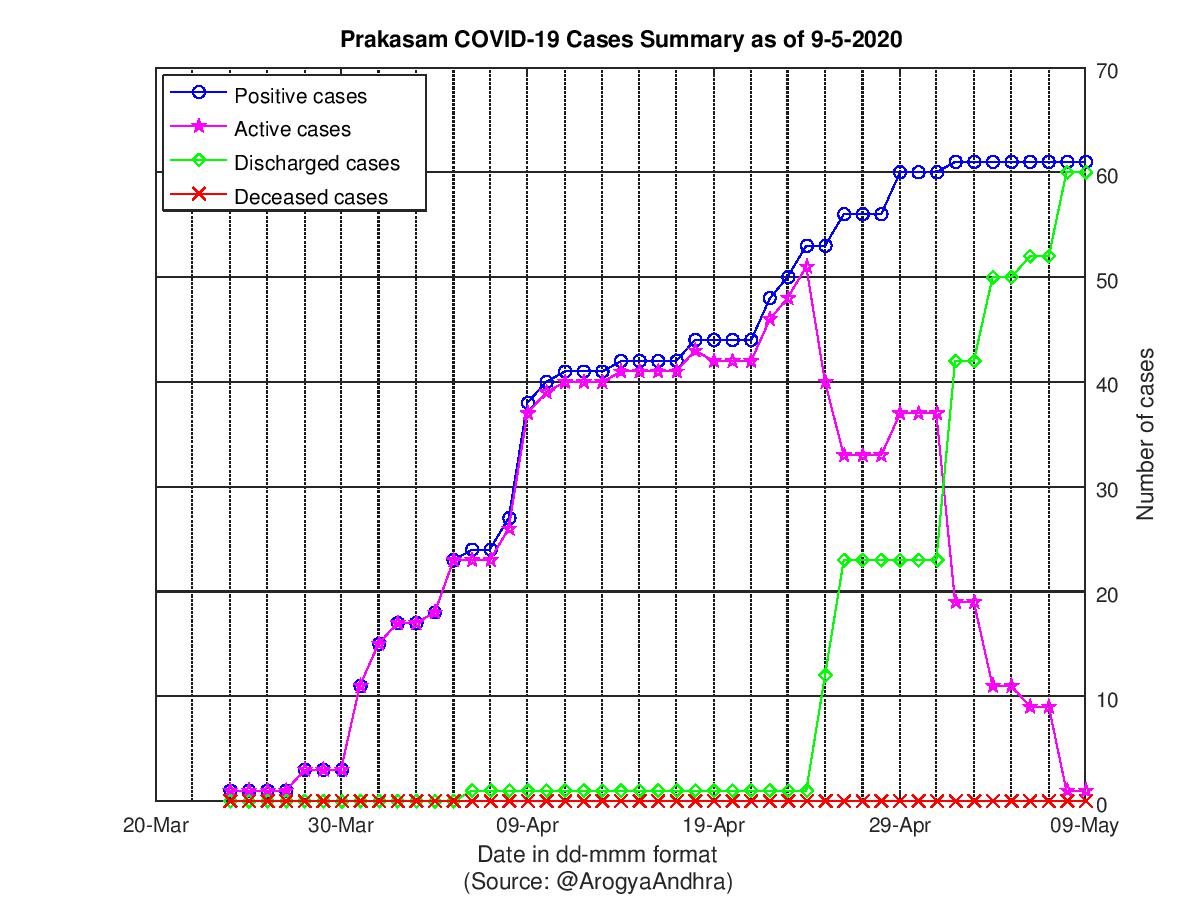 Prakasam COVID-19 Cases Summary as of 9-5-2020
Positive cases
Active cases
Discharged cases
Deceased cases
70
60
50
40
30
20
10
0
Number of cases
20-Mar 30-Mar 09-Apr 19-Apr 29-Apr 09-May
Date in dd-mmm format
(Source: @ArogyaAndhra)